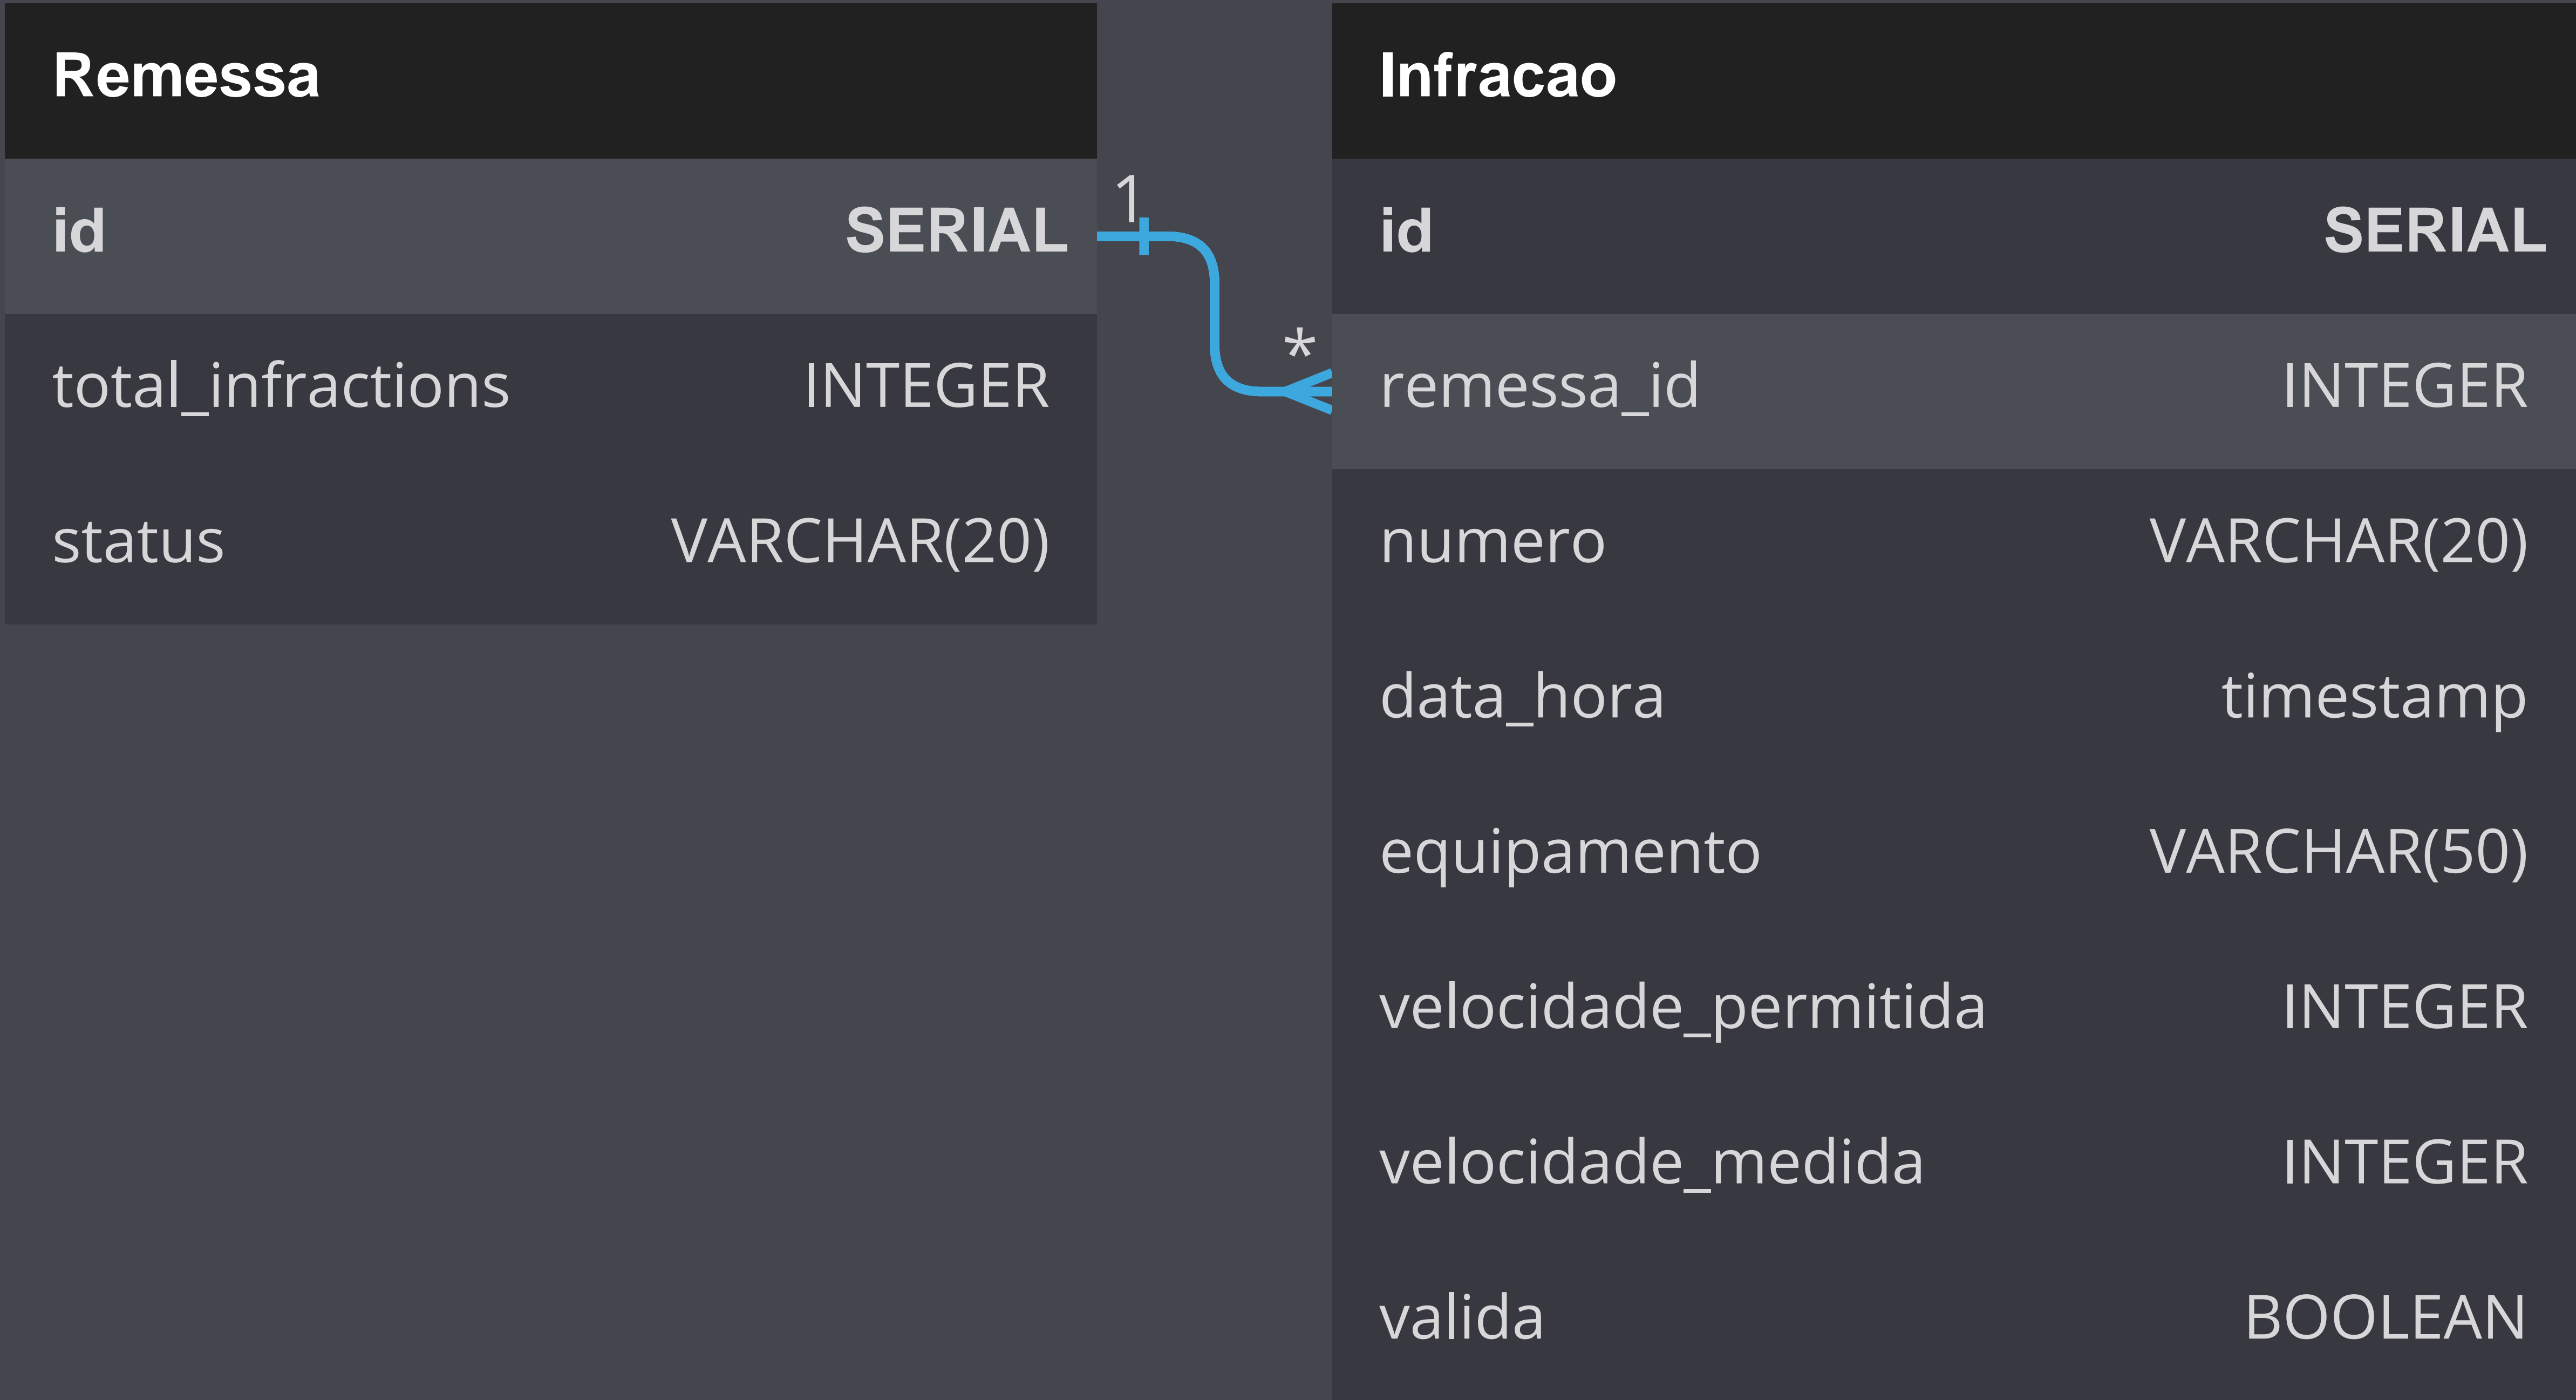 Remessa
id SERIAL
total_infractions INTEGER
status VARCHAR(20)
1
*
Infracao
id SERIAL
remessa_id INTEGER
numero VARCHAR(20)
data_hora timestamp
equipamento VARCHAR(50)
velocidade_permitida INTEGER
velocidade_medida INTEGER
valida BOOLEAN